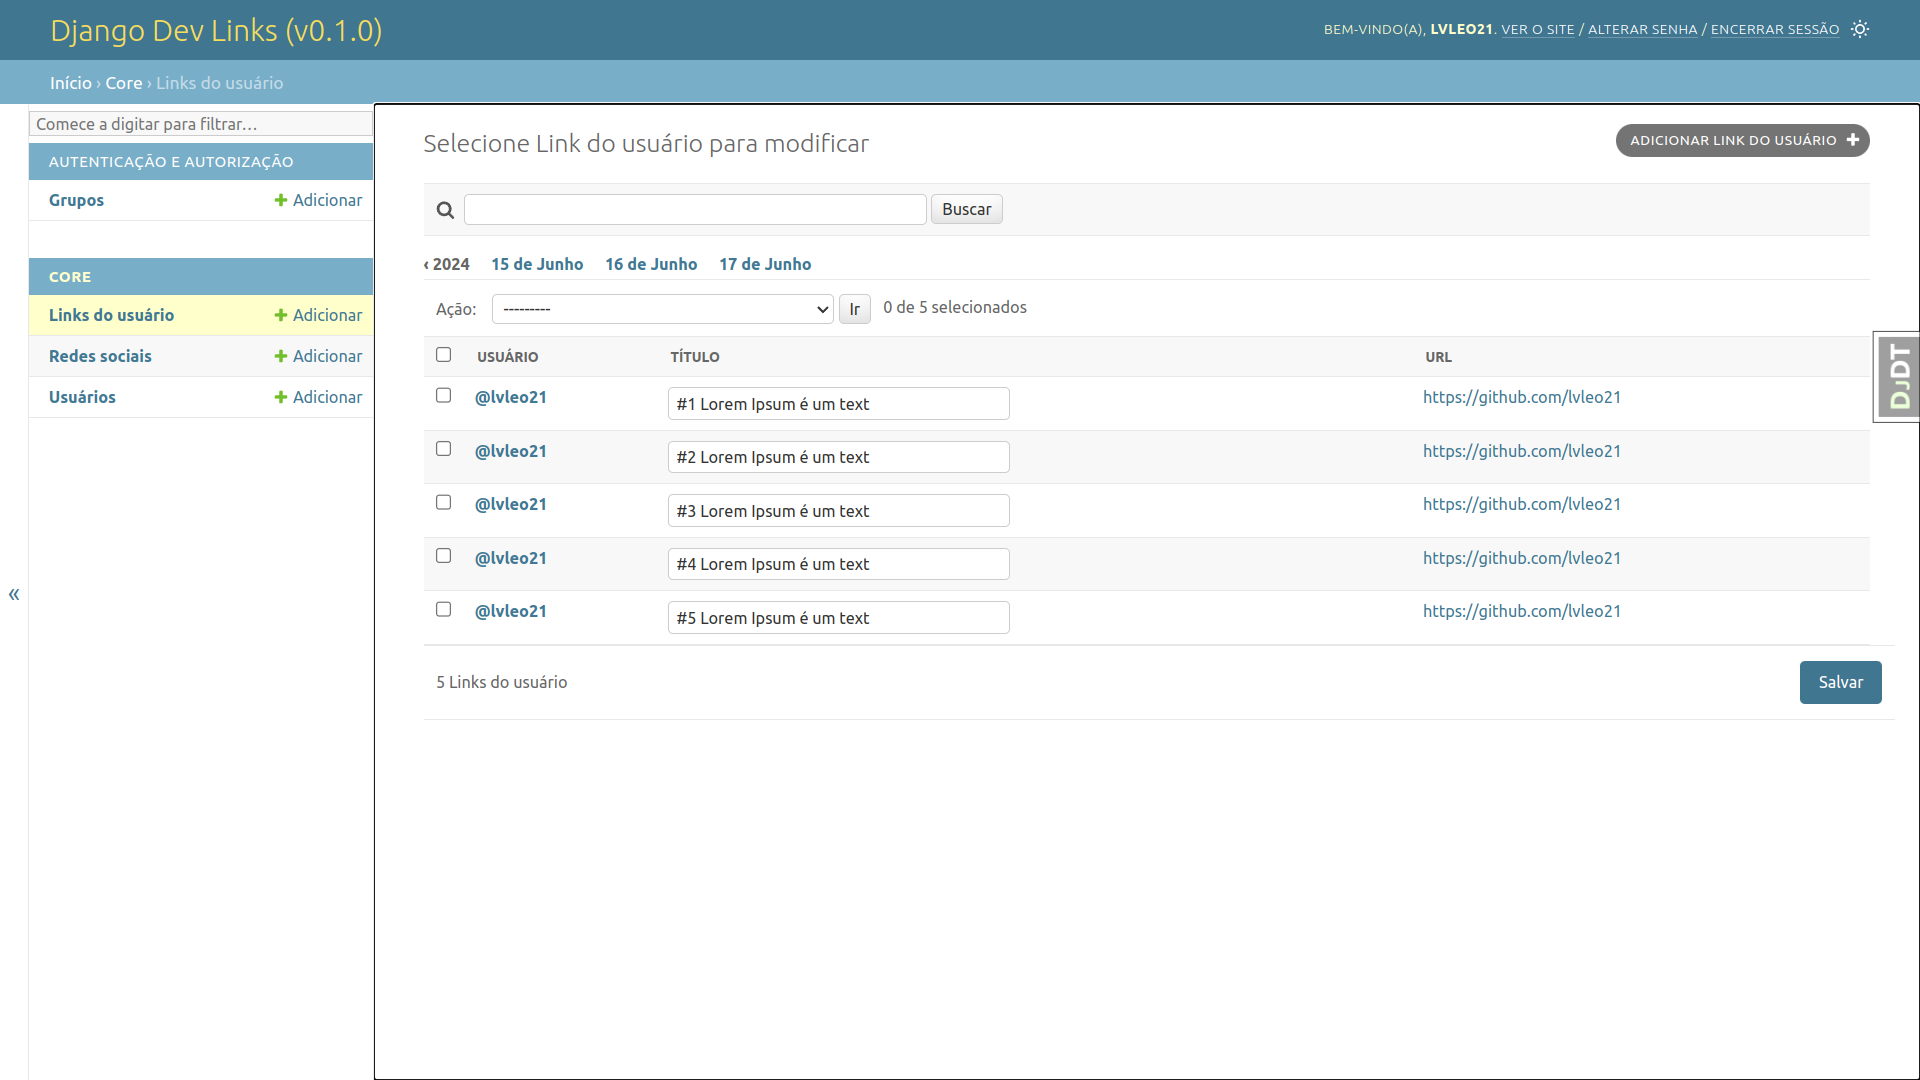 Django Dev Links (v0.1.0)
BEM-VINDO(A), LVLEO21. VER O SITE / ALTERAR SENHA / ENCERRAR SESSÃO
Início › Core › Links do usuário
Comece a digitar para filtrar…
AUTENTICAÇÃO E AUTORIZAÇÃO
Grupos Adicionar
CORE
Links do usuário Adicionar
Redes sociais Adicionar
Usuários Adicionar
«
Selecione Link do usuário para modificar
ADICIONAR LINK DO USUÁRIO
Buscar
‹ 2024 15 de Junho 16 de Junho 17 de Junho
Ação: --------- Ir 0 de 5 selecionados
USUÁRIO TÍTULO URL
@lvleo21 #1 Lorem Ipsum é um text https://github.com/lvleo21
@lvleo21 #2 Lorem Ipsum é um text https://github.com/lvleo21
@lvleo21 #3 Lorem Ipsum é um text https://github.com/lvleo21
@lvleo21 #4 Lorem Ipsum é um text https://github.com/lvleo21
@lvleo21 #5 Lorem Ipsum é um text https://github.com/lvleo21
5 Links do usuário
Salvar
DJDT